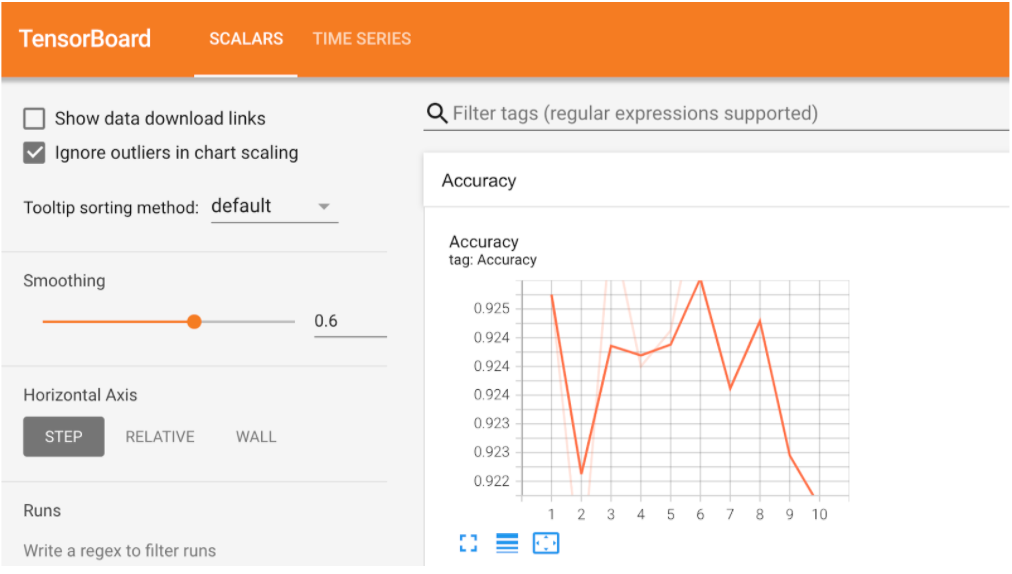 TensorBoard SCALARS TIME SERIES
Show data download links
Ignore outliers in chart scaling
Tooltip sorting method: default
Smoothing
0.6
Horizontal Axis
STEP RELATIVE WALL
Runs
Write a regex to filter runs
Filter tags (regular expressions supported)
Accuracy
Accuracy
tag: Accuracy
0.925
0.924
0.924
0.924
0.923
0.923
0.922
1 2 3 4 5 6 7 8 9 10